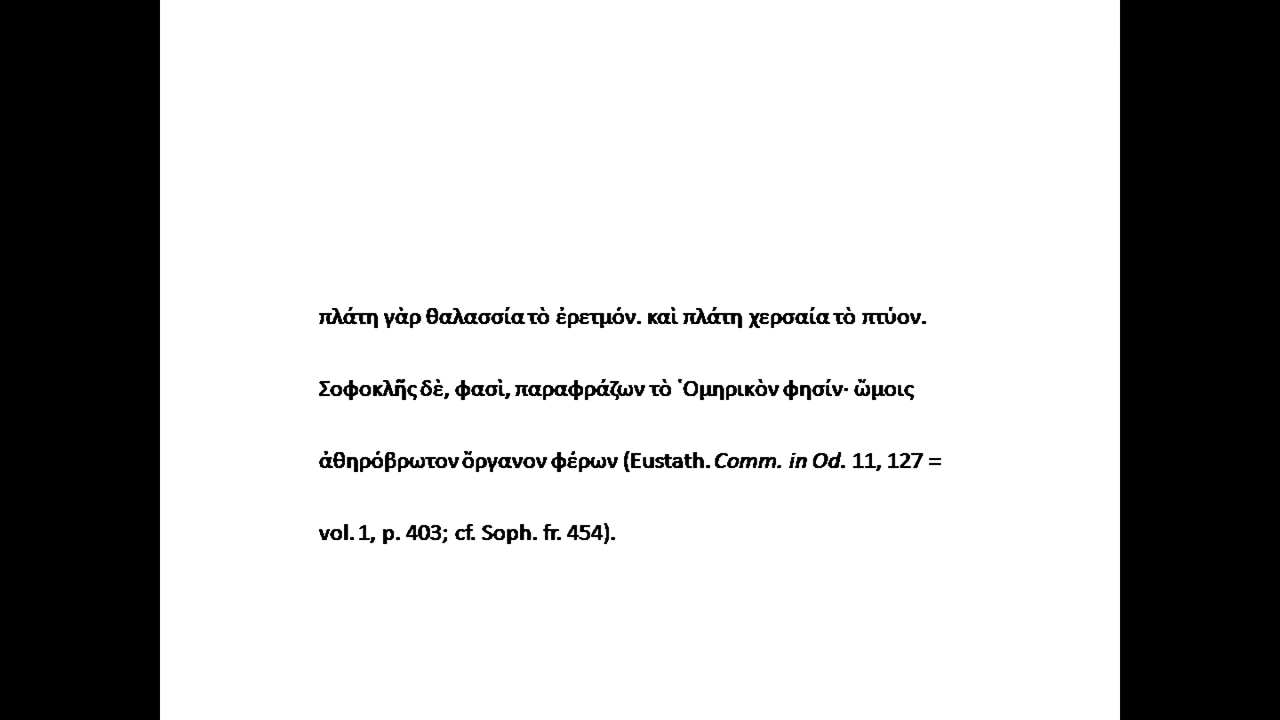 πλάτη γὰρ θαλασσία τὸ ἐρετμόν. καὶ πλάτη χερσαία τὸ πτύον.
Σοφοκλῆς δὲ, φασὶ, παραφράζων τὸ Ὁμηρικὸν φησίν· ὤμοις
ἀθηρόβρωτον ὄργανον φέρων (Eustath. Comm. in Od. 11, 127 =
vol. 1, p. 403; cf. Soph. fr. 454).